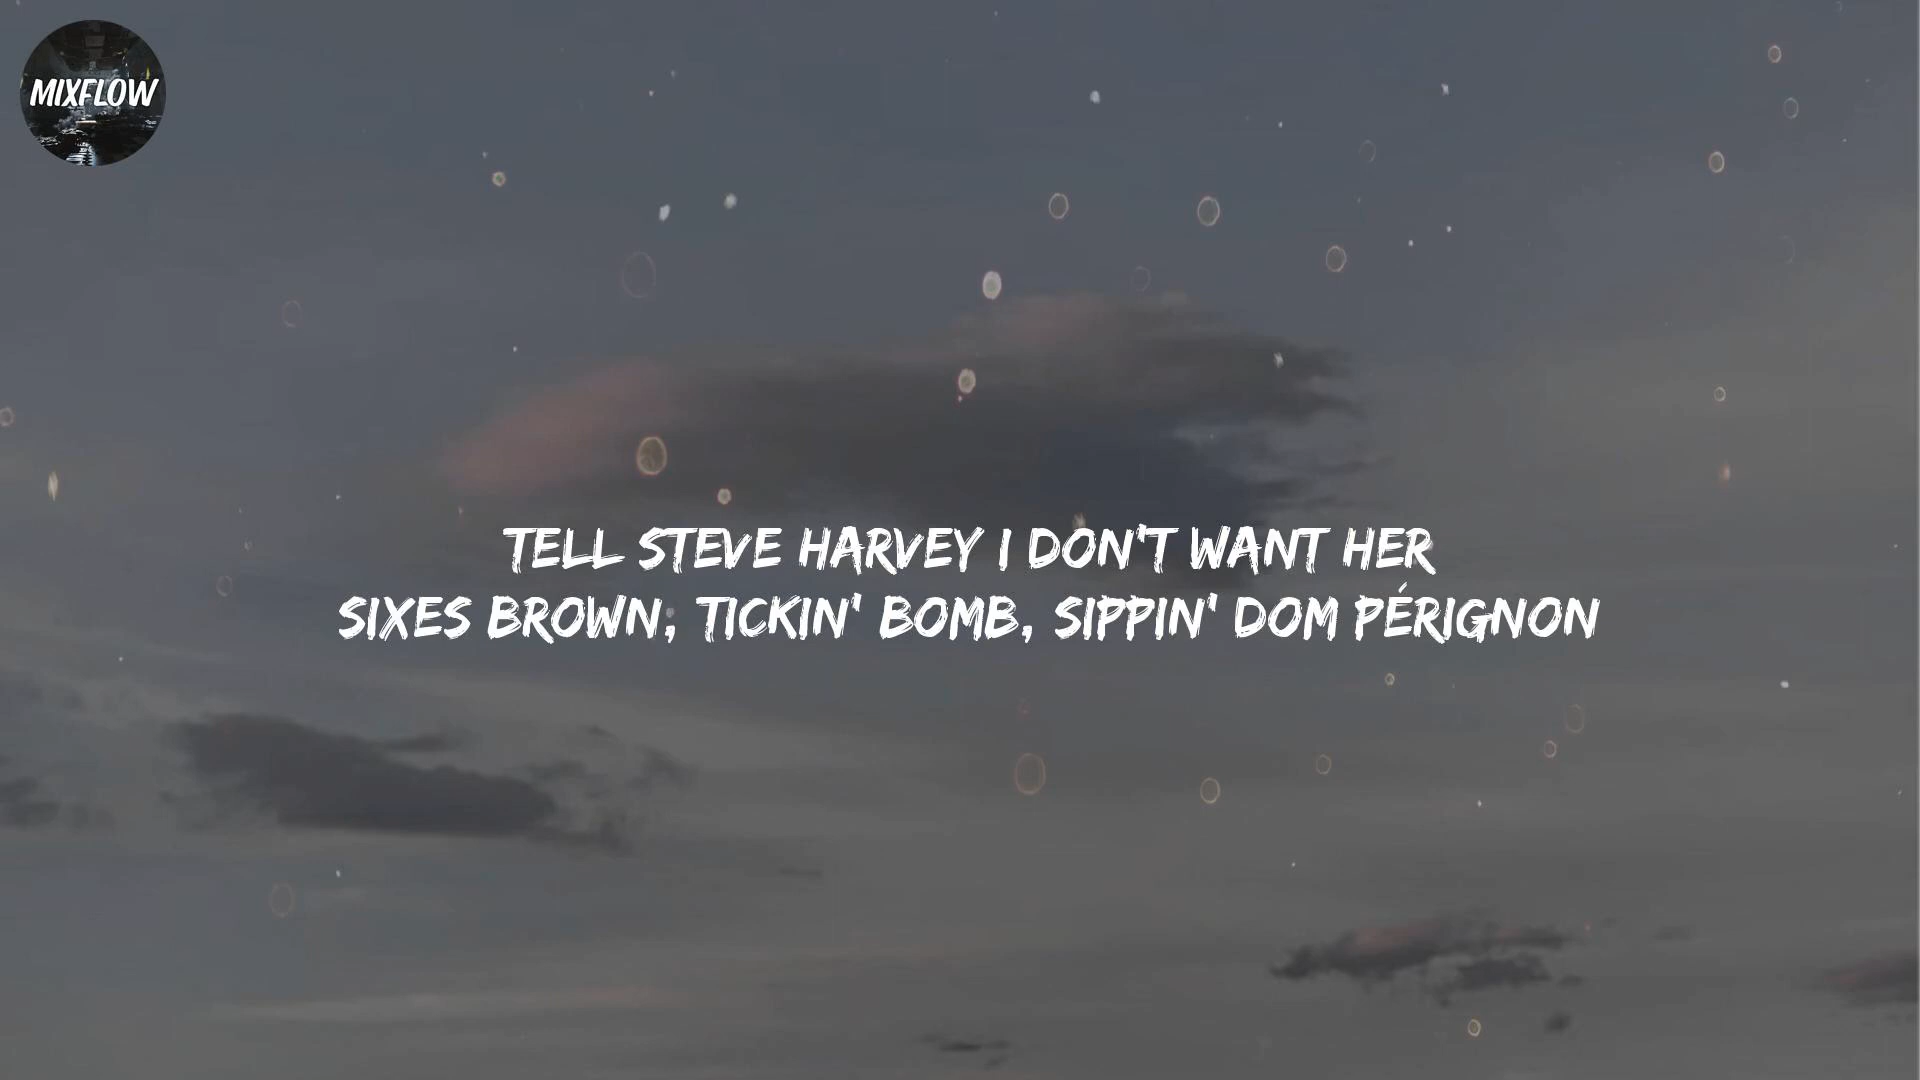 MIXFLOW
TELL STEVE HARVEY I DON'T WANT HER
SIXES BROWN, TICKIN' BOMB, SIPPIN' DOM PÉRIGNON